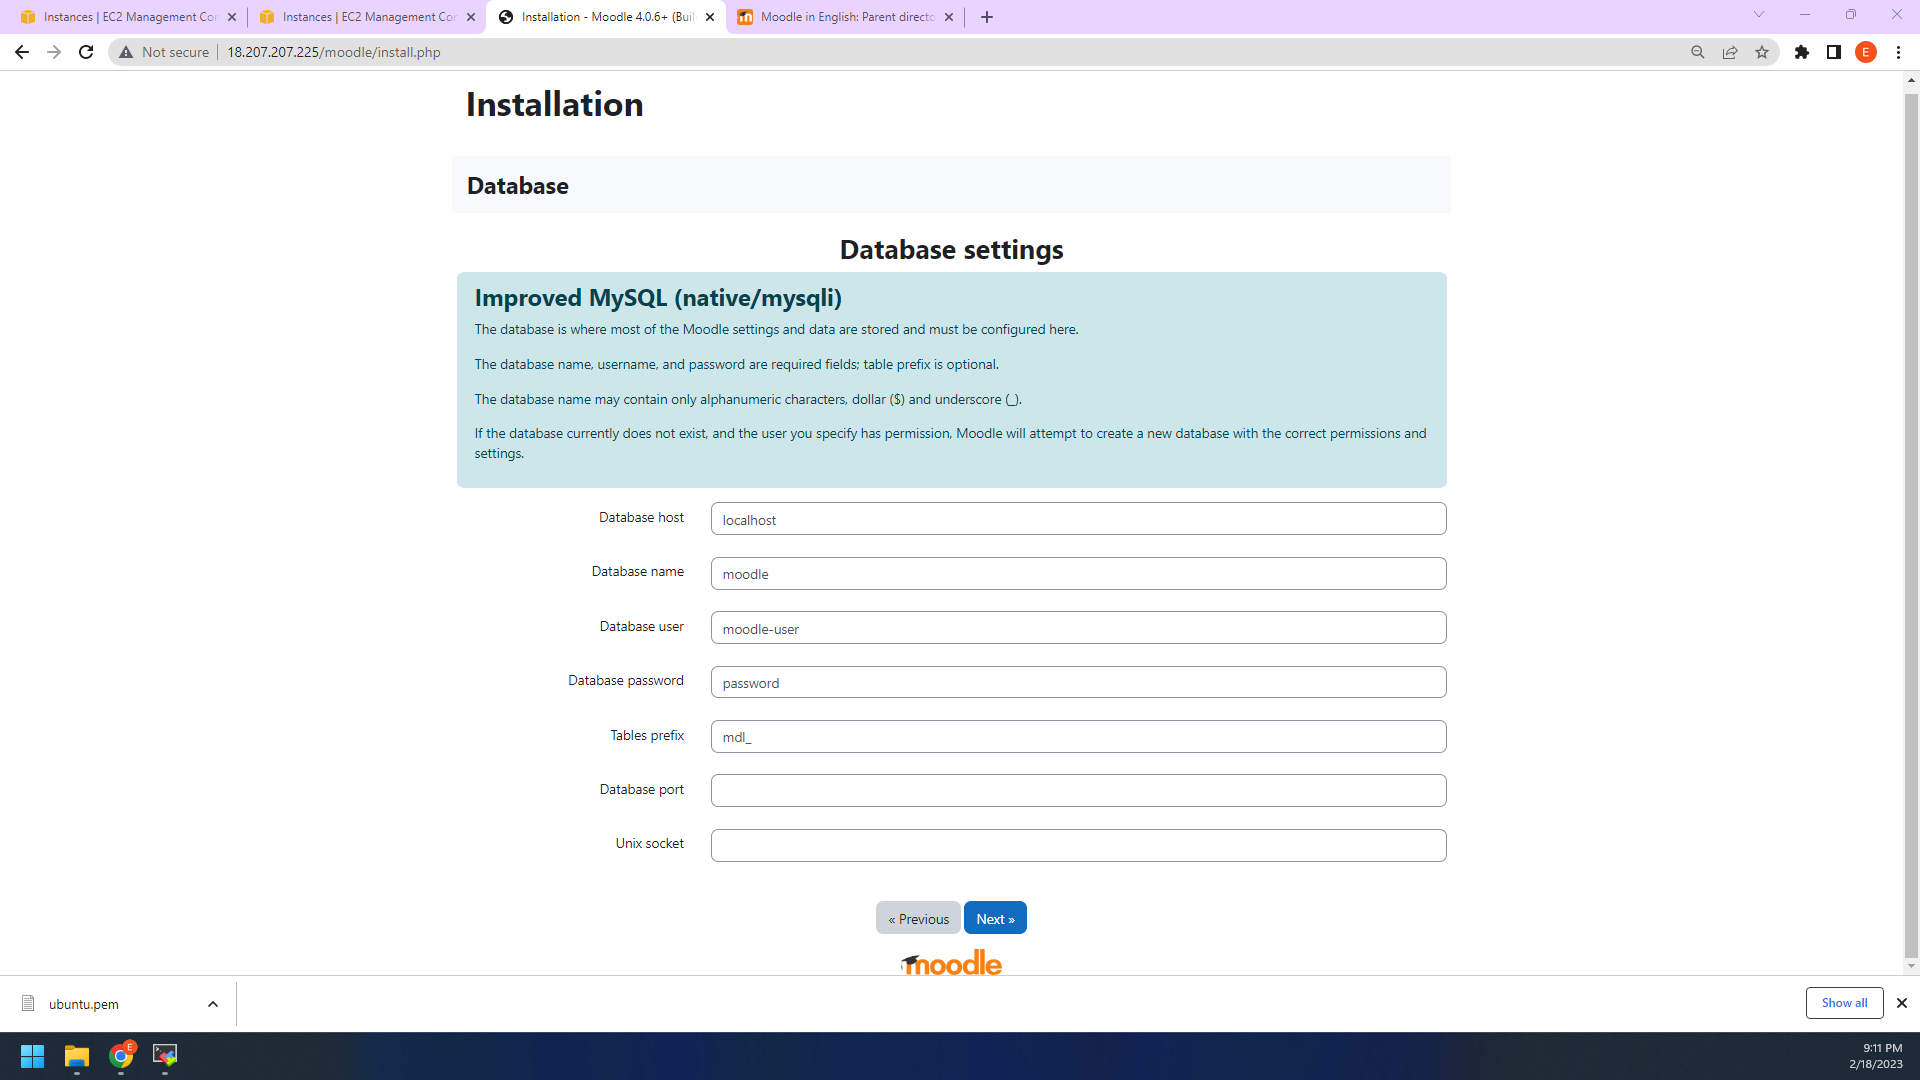 Instances | EC2 Management Con
Instances | EC2 Management Con
Installation - Moodle 4.0.6+ (Buil
Moodle in English: Parent directo
Not secure
18.207.207.225/moodle/install.php
E
Installation
Database
Database settings
Improved MySQL (native/mysqli)
The database is where most of the Moodle settings and data are stored and must be configured here.
The database name, username, and password are required fields; table prefix is optional.
The database name may contain only alphanumeric characters, dollar ($) and underscore (_).
If the database currently does not exist, and the user you specify has permission, Moodle will attempt to create a new database with the correct permissions and
settings.
Database host
localhost
Database name
moodle
Database user
moodle-user
Database password
password
Tables prefix
mdl_
Database port
Unix socket
« Previous
Next »
moodle
ubuntu.pem
Show all
E
9:11 PM
2/18/2023